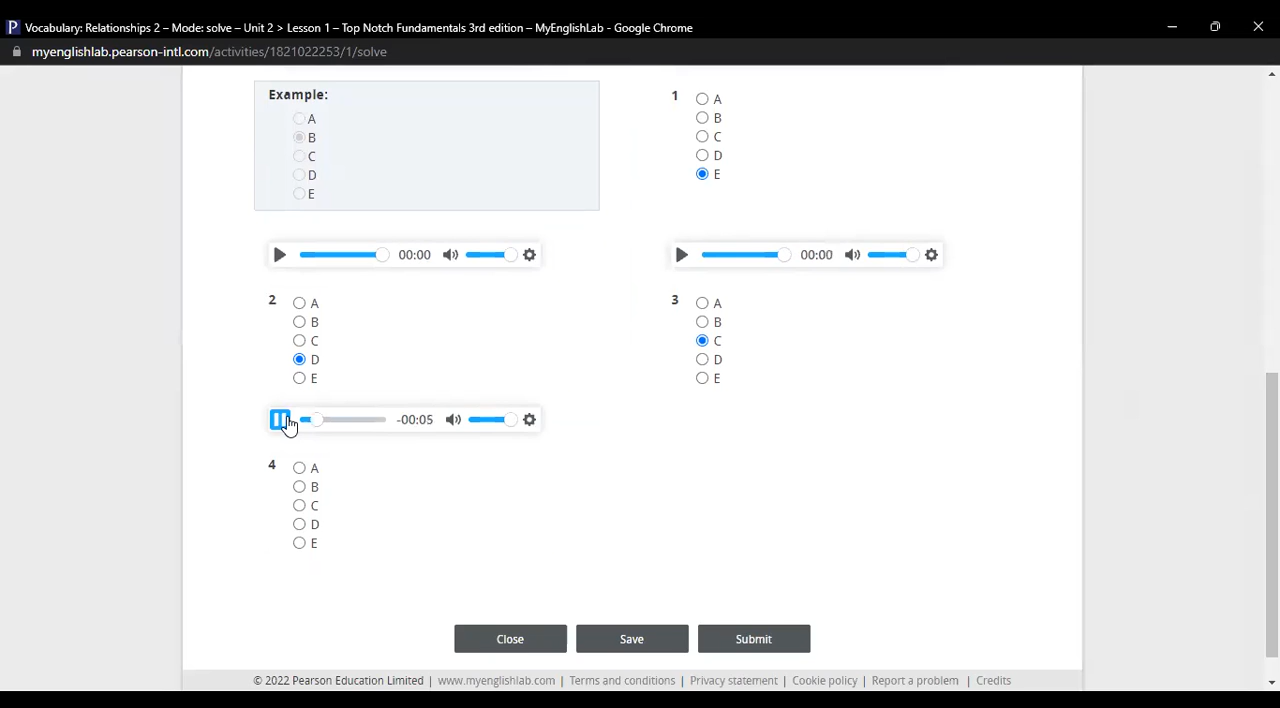 Vocabulary: Relationships 2 – Mode: solve – Unit 2 > Lesson 1 – Top Notch Fundamentals 3rd edition – MyEnglishLab - Google Chrome
myenglishlab.pearson-intl.com/activities/1821022253/1/solve
Example:
A
B
C
D
E
1
A
B
C
D
E
00:00
00:00
2
A
B
C
D
E
3
A
B
C
D
E
-00:05
4
A
B
C
D
E
Close
Save
Submit
© 2022 Pearson Education Limited | www.myenglishlab.com | Terms and conditions | Privacy statement | Cookie policy | Report a problem | Credits